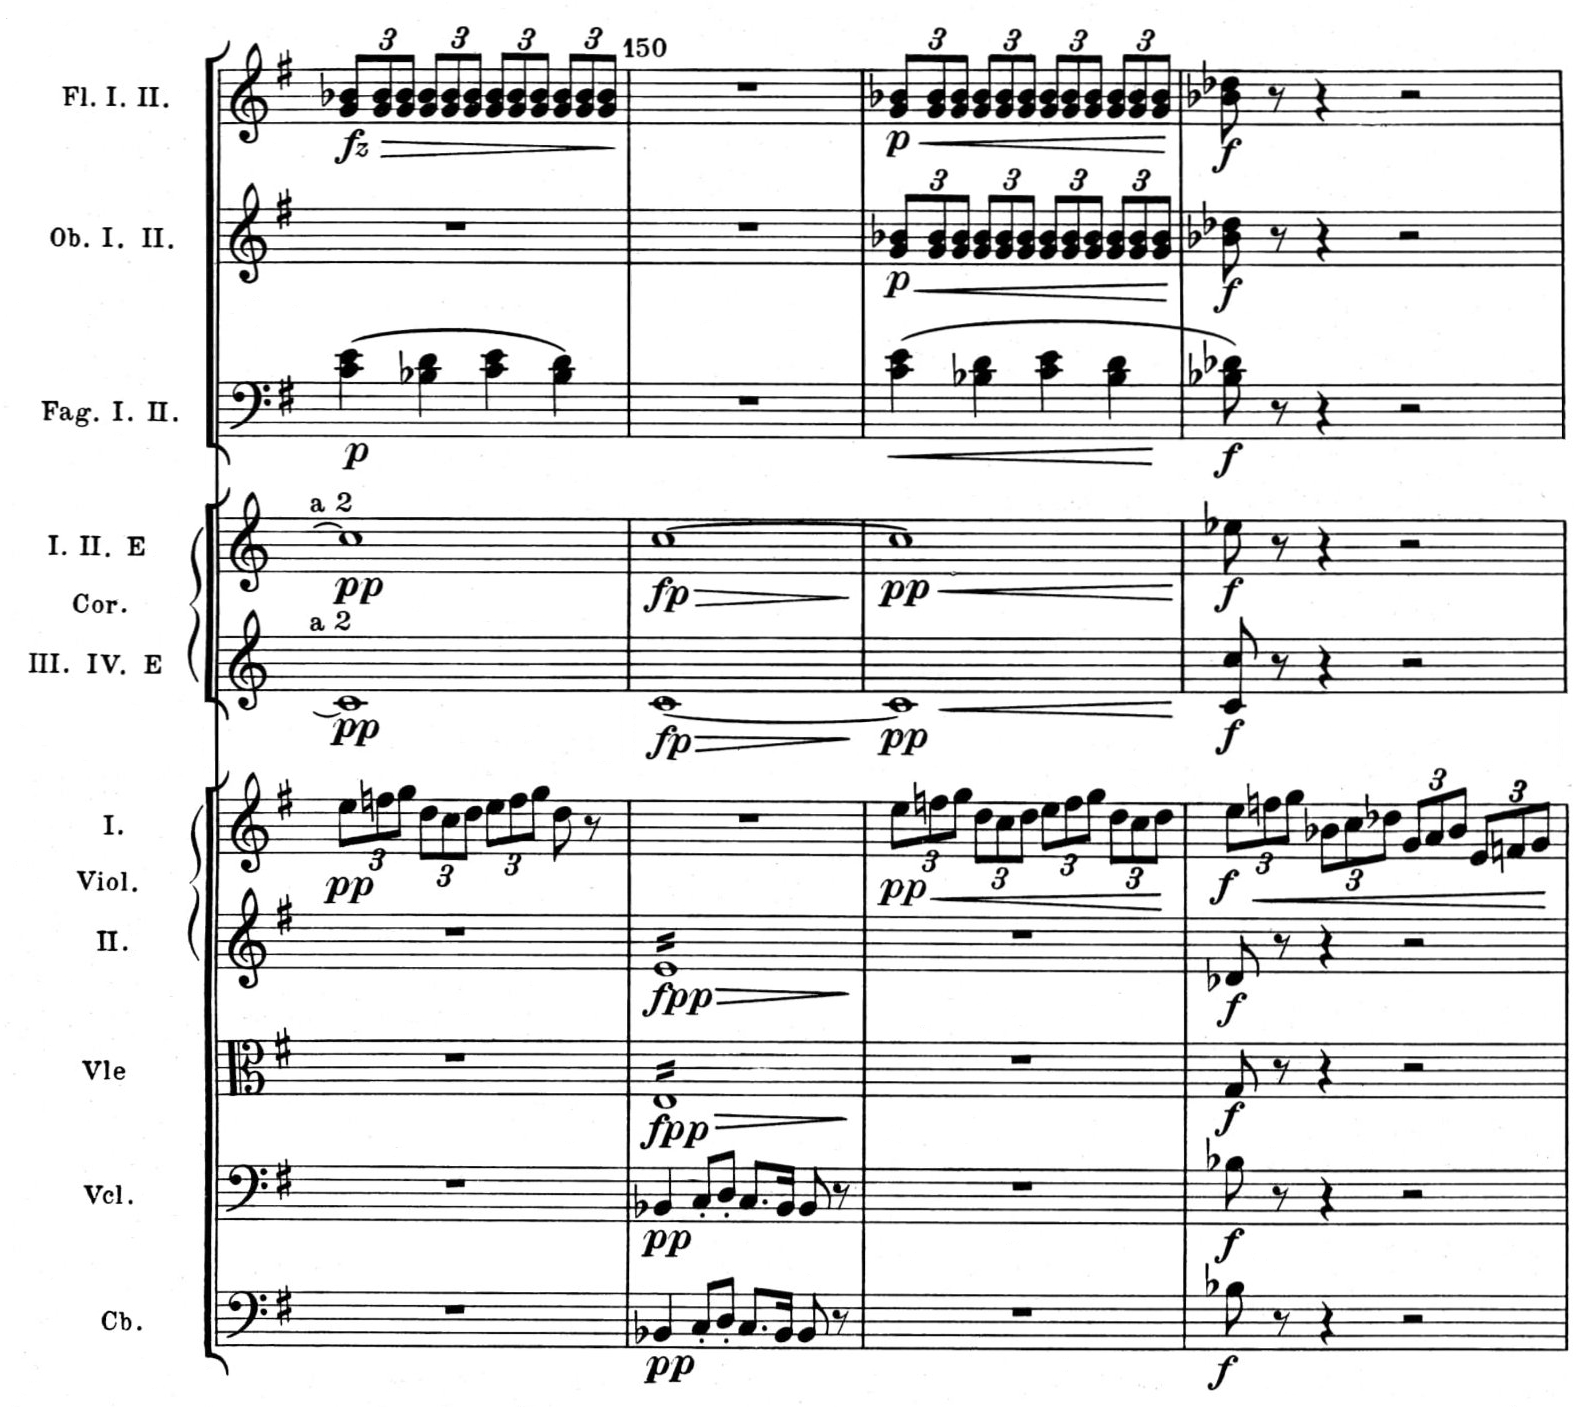 3 3 3 3 150 3 3 3 3
Fl. I. II.
fz p f
3 3 3 3
Ob. I. II.
p f
Fag. I. II.
p f
a 2
I. II. E
pp fp pp f
Cor.
a 2
III. IV. E
pp fp pp f
I.
3 3
3 3 3 3 3 3 3 3 3
Viol.
pp pp f
II.
fpp f
Vle
fpp f
Vcl.
pp f
Cb.
pp f